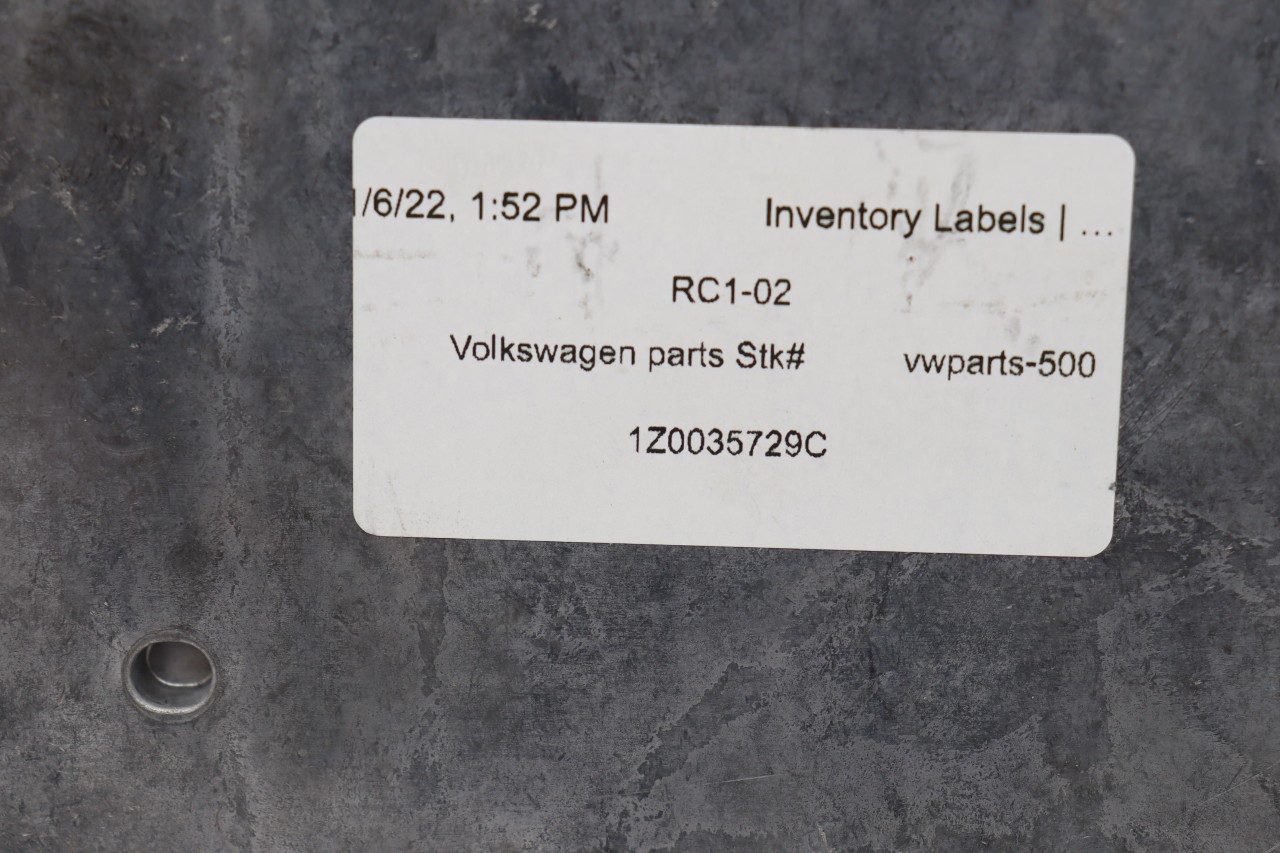 1/6/22, 1:52 PM Inventory Labels | ...
RC1-02
Volkswagen parts Stk# vwparts-500
1Z0035729C